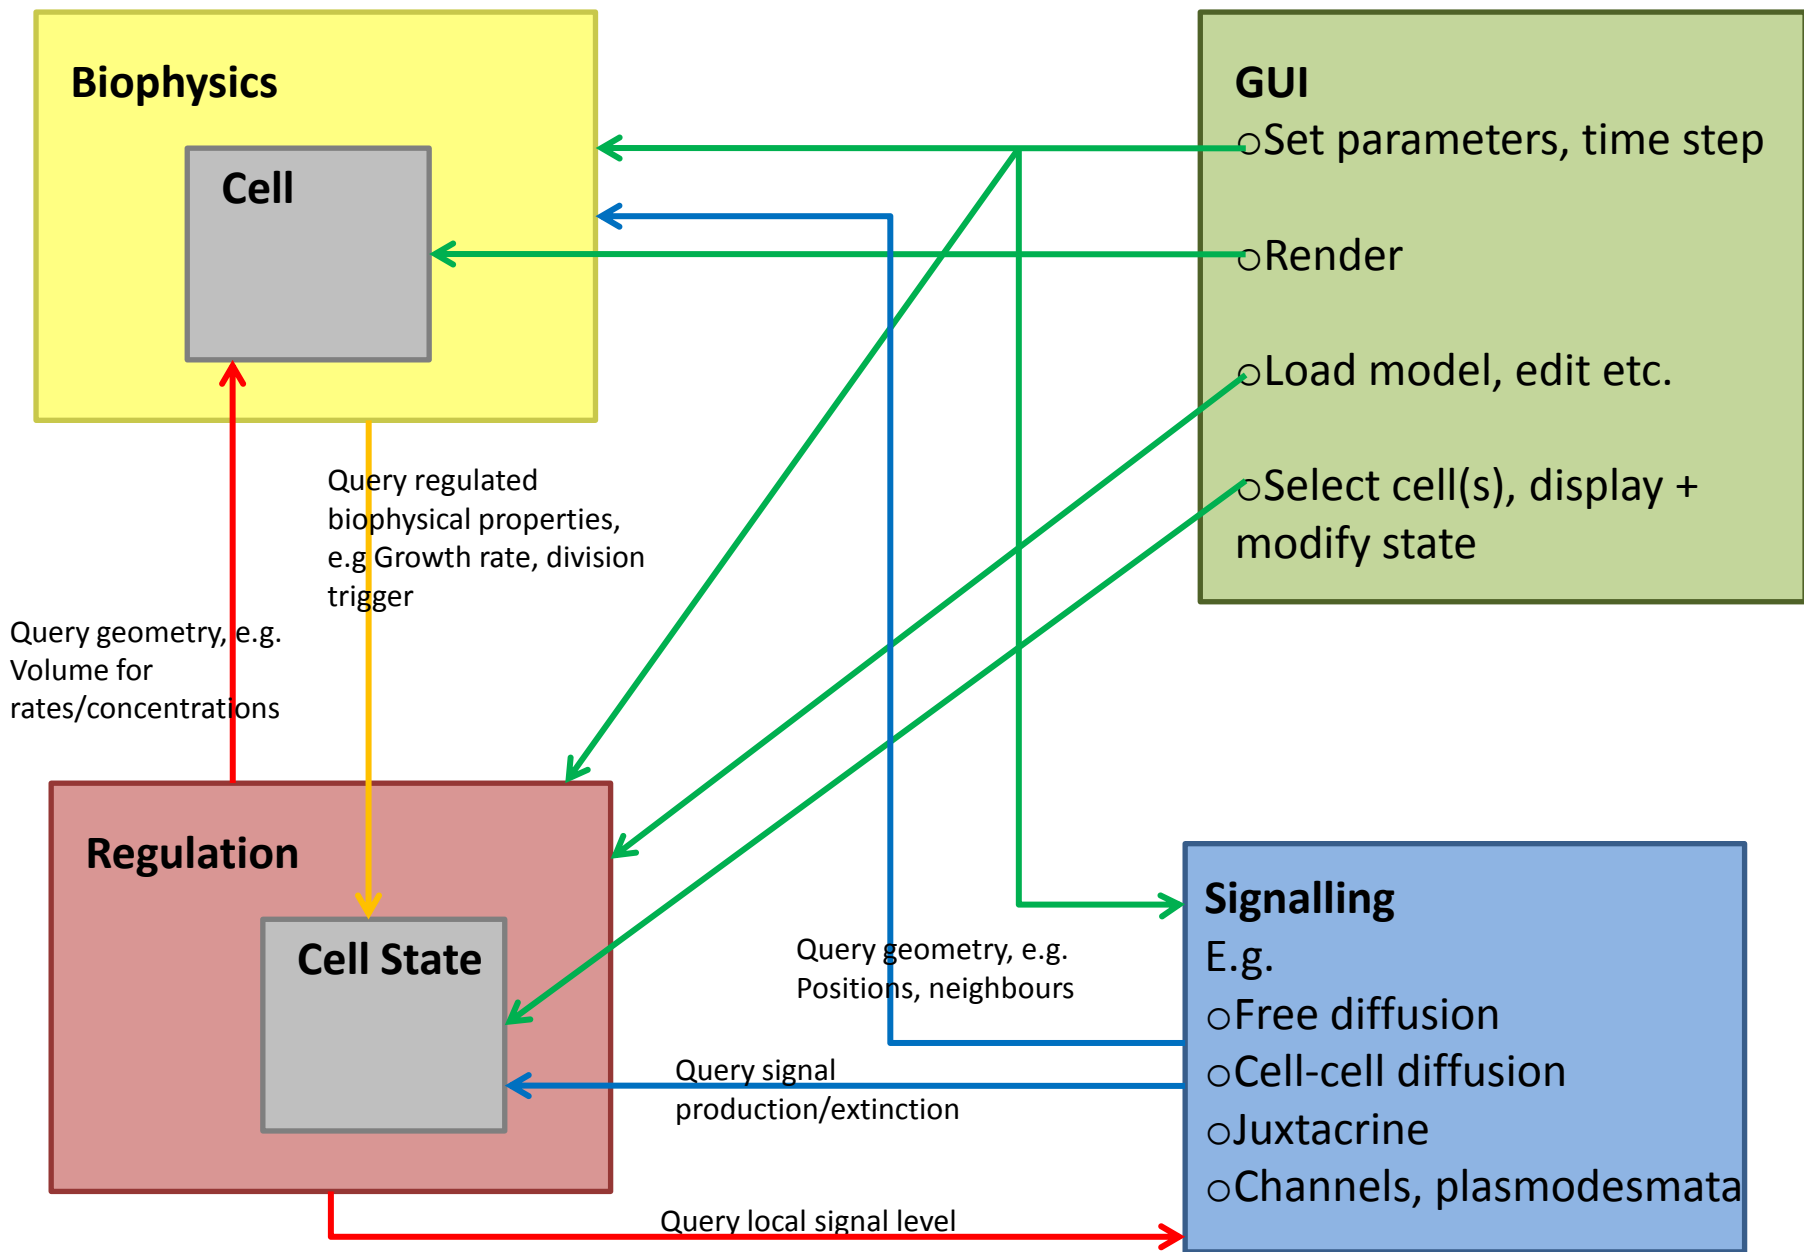 Biophysics
Cell
GUI
○Set parameters, time step
○Render
○Load model, edit etc.
○Select cell(s), display +
modify state
Query regulated
biophysical properties,
e.g Growth rate, division
trigger
Query geometry, e.g.
Volume for
rates/concentrations
Regulation
Cell State
Query geometry, e.g.
Positions, neighbours
Query signal
production/extinction
Query local signal level
Signalling
E.g.
○Free diffusion
○Cell-cell diffusion
○Juxtacrine
○Channels, plasmodesmata